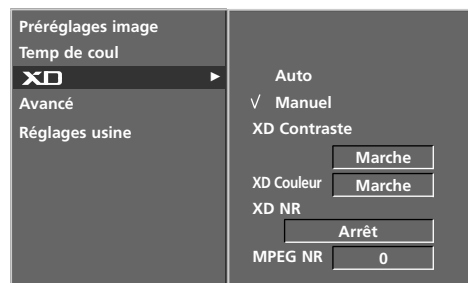 Préréglages image
Temp de coul
XD
Avancé
Réglages usine
Auto
√ Manuel
XD Contraste
Marche
XD Couleur Marche
XD NR
Arrêt
MPEG NR 0